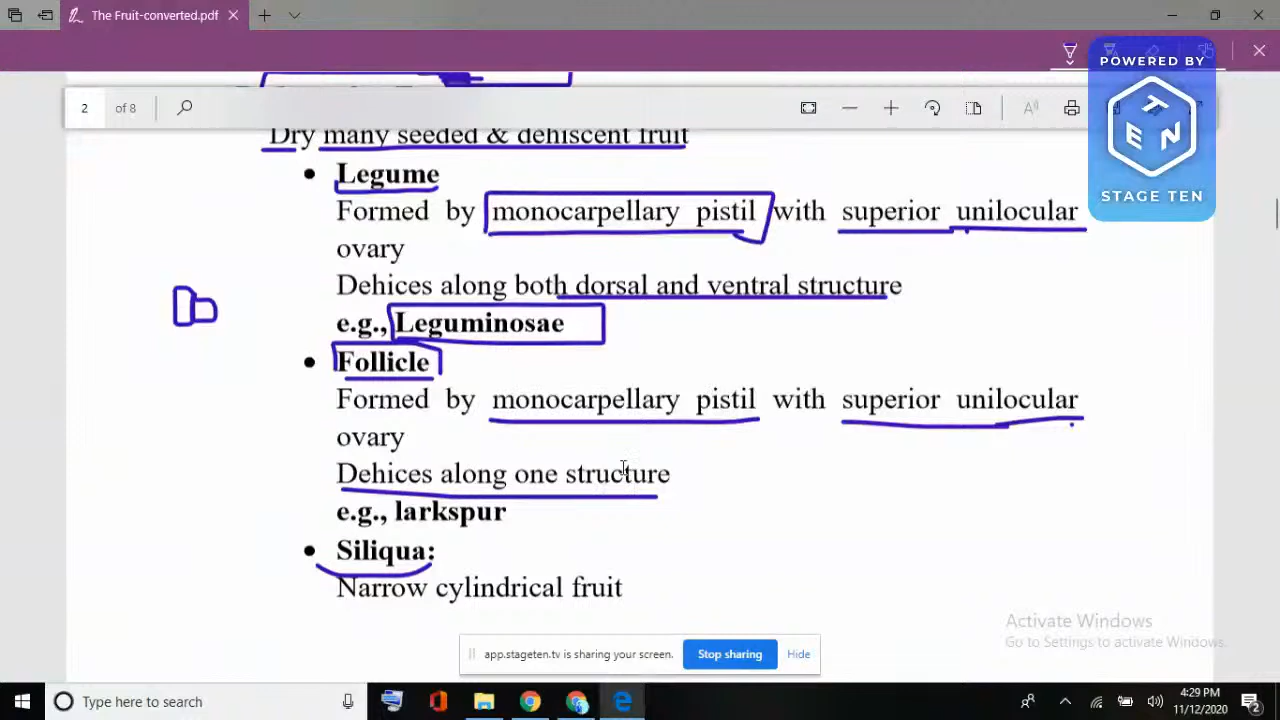 The Fruit-converted.pdf
POWERED BY
TEN
STAGE TEN
2 of 8
Dry many seeded & dehiscent fruit
Legume
Formed by monocarpellary pistil with superior unilocular
ovary
Dehices along both dorsal and ventral structure
e.g., Leguminosae
Follicle
Formed by monocarpellary pistil with superior unilocular
ovary
Dehices along one structure
e.g., larkspur
Siliqua:
Narrow cylindrical fruit
Activate Windows
Go to Settings to activate Windows.
app.stageten.tv is sharing your screen. Stop sharing Hide
Type here to search
4:29 PM
11/12/2020
2